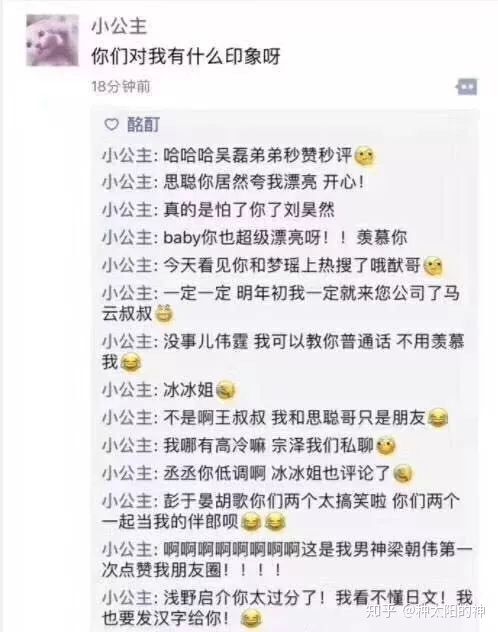 小公主
你们对我有什么印象呀
18分钟前
酩酊
小公主: 哈哈哈吴磊弟弟秒赞秒评
小公主: 思聪你居然夸我漂亮 开心!
小公主: 真的是怕了你了刘昊然
小公主: baby你也超级漂亮呀！！羡慕你
小公主: 今天看见你和梦瑶上热搜了哦猷哥
小公主: 一定一定 明年初我一定就来您公司了马
云叔叔
小公主: 没事儿伟霆 我可以教你普通话 不用羡慕
我
小公主: 冰冰姐
小公主: 不是啊王叔叔 我和思聪哥只是朋友
小公主: 我哪有高冷嘛 宗泽我们私聊
小公主: 丞丞你低调啊 冰冰姐也评论了
小公主: 彭于晏胡歌你们两个太搞笑啦 你们两个
一起当我的伴郎呗
小公主: 啊啊啊啊啊啊啊啊这是我男神梁朝伟第一
次点赞我朋友圈！！！！
小公主: 浅野启介你太过分了！我看不懂日文！我
也要发汉字给你！
知乎 @神太阳的神